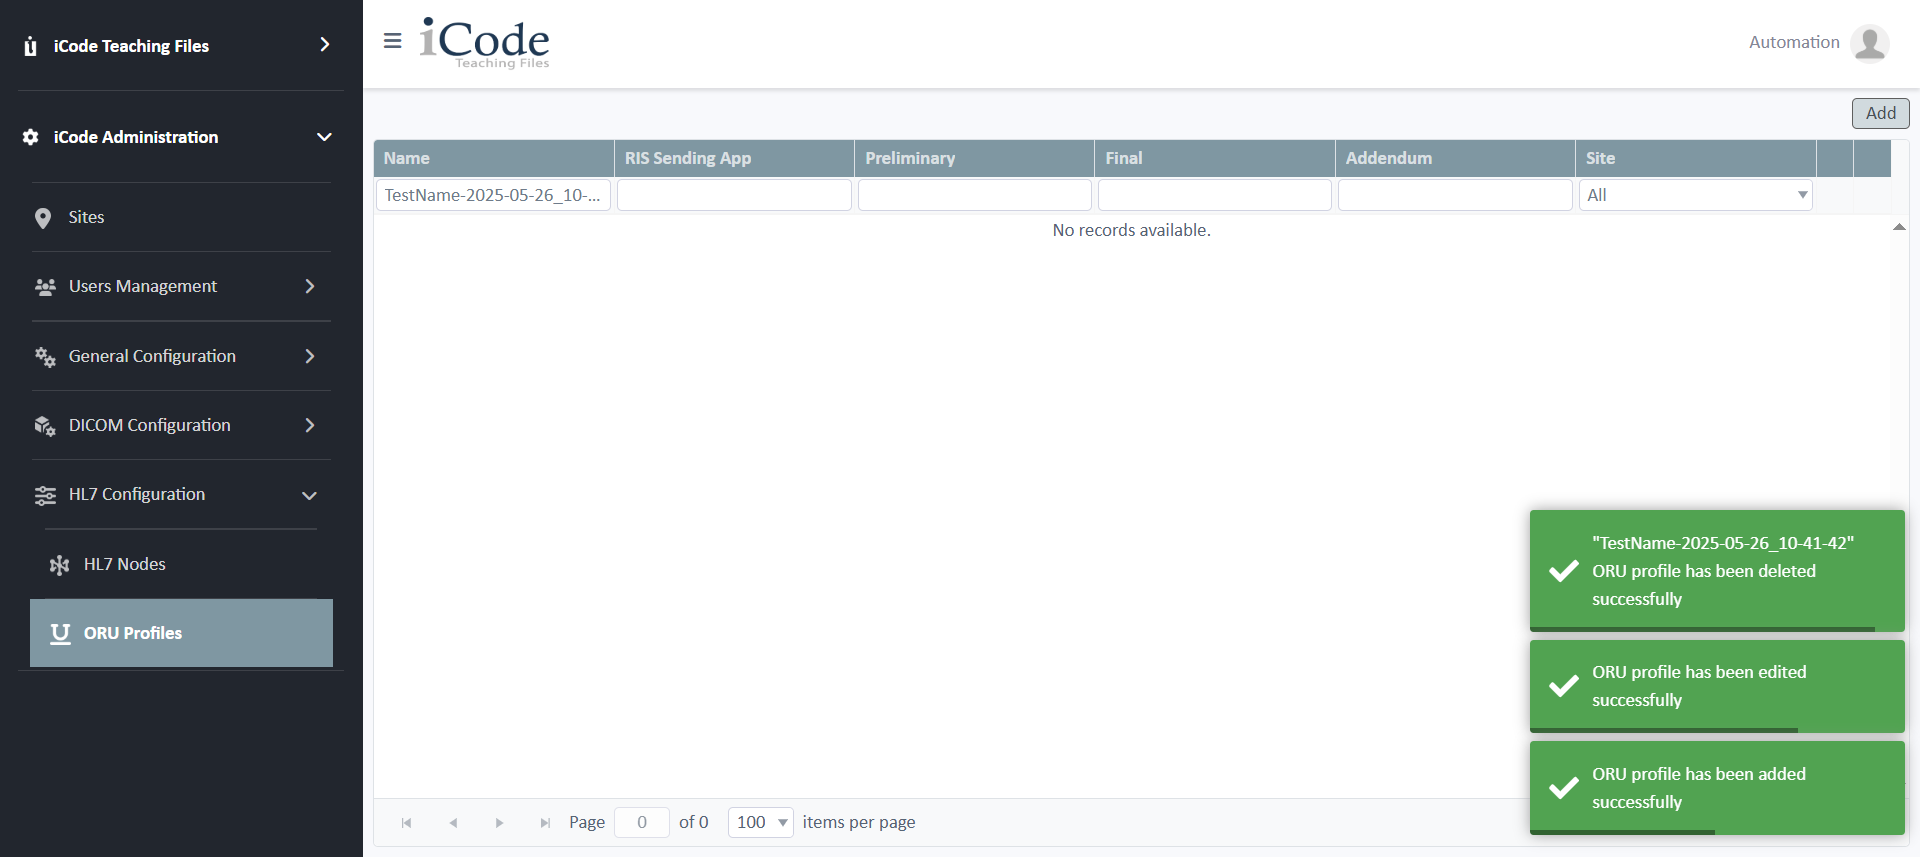 iCode Teaching Files
iCode Administration
Sites
Users Management
General Configuration
DICOM Configuration
HL7 Configuration
HL7 Nodes
ORU Profiles
iCode
Teaching Files
Automation
Add
Name RIS Sending App Preliminary Final Addendum Site
TestName-2025-05-26_10-... All
No records available.
"TestName-2025-05-26_10-41-42"
ORU profile has been deleted
successfully
ORU profile has been edited
successfully
ORU profile has been added
successfully
Page 0 of 0 100 items per page